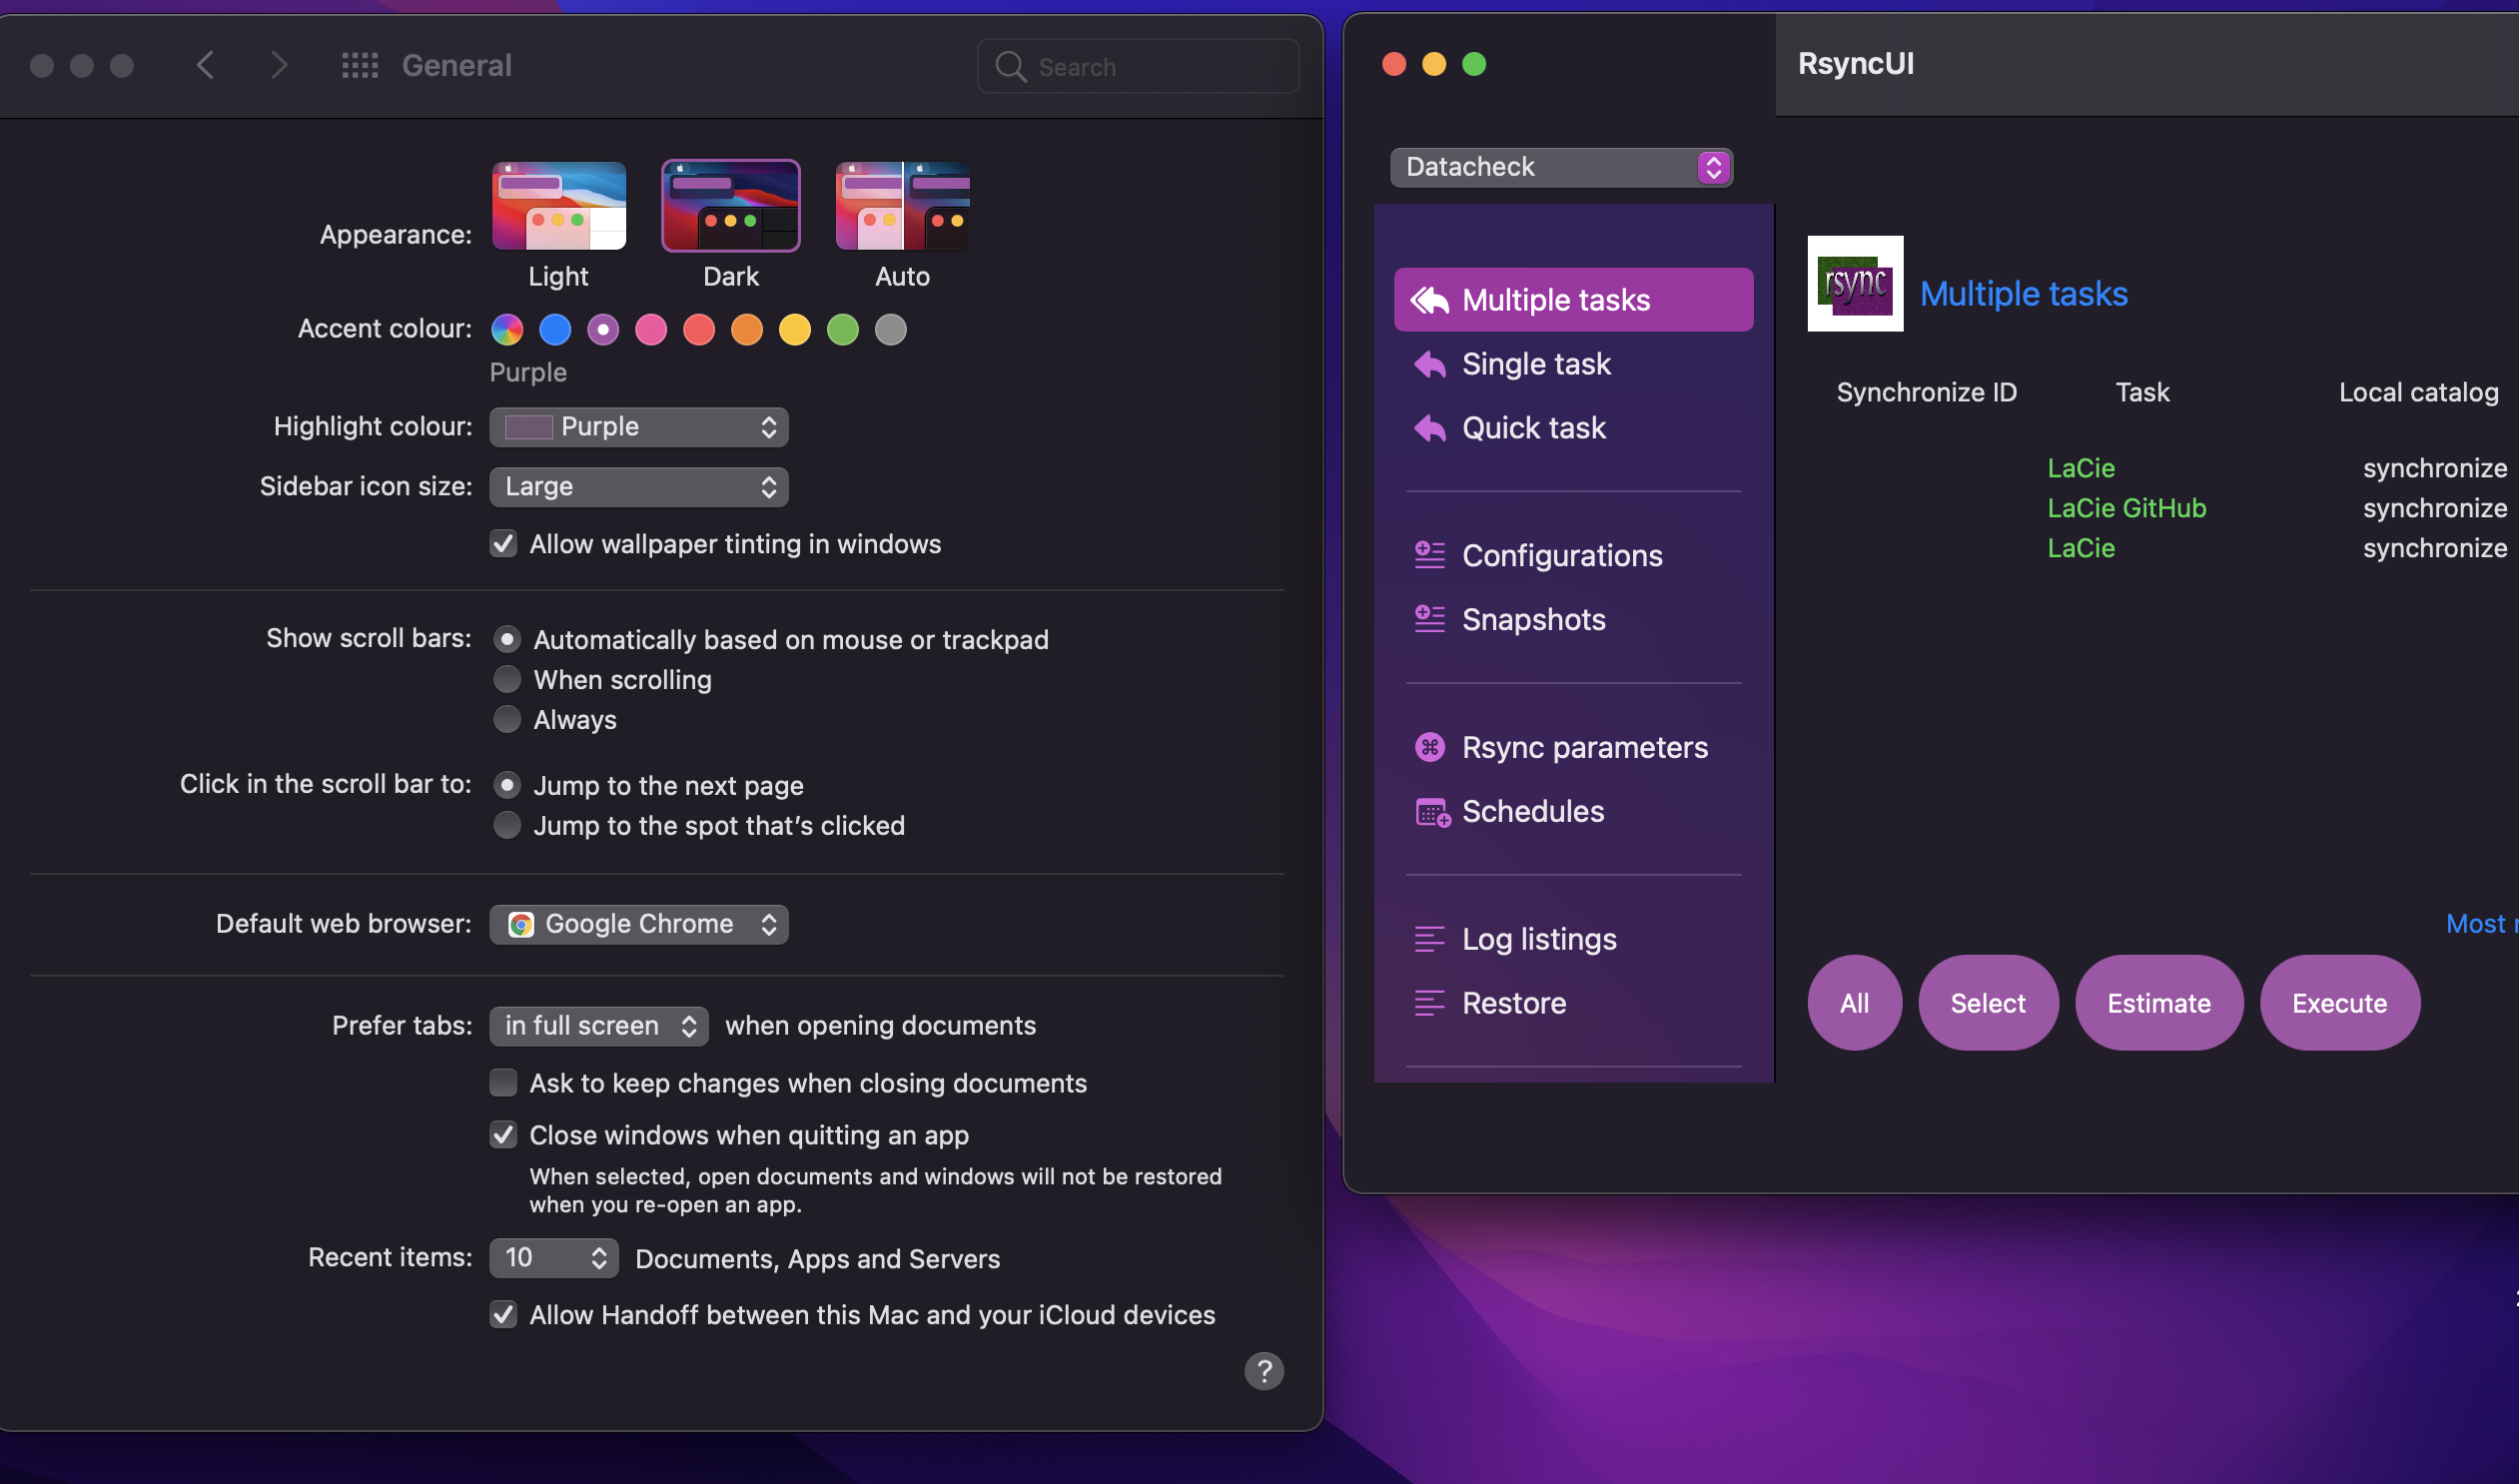 General
Search
Appearance:
Light
Dark
Auto
Accent colour:
Purple
Highlight colour:
Purple
Sidebar icon size:
Large
Allow wallpaper tinting in windows
Show scroll bars:
Automatically based on mouse or trackpad
When scrolling
Always
Click in the scroll bar to:
Jump to the next page
Jump to the spot that’s clicked
Default web browser:
Google Chrome
Prefer tabs:
in full screen
when opening documents
Ask to keep changes when closing documents
Close windows when quitting an app
When selected, open documents and windows will not be restored
when you re-open an app.
Recent items:
10
Documents, Apps and Servers
Allow Handoff between this Mac and your iCloud devices
?
RsyncUI
Datacheck
Multiple tasks
Single task
Quick task
Configurations
Snapshots
Rsync parameters
Schedules
Log listings
Restore
rsync
Multiple tasks
Synchronize ID Task Local catalog
LaCie synchronize
LaCie GitHub synchronize
LaCie synchronize
Most
All
Select
Estimate
Execute